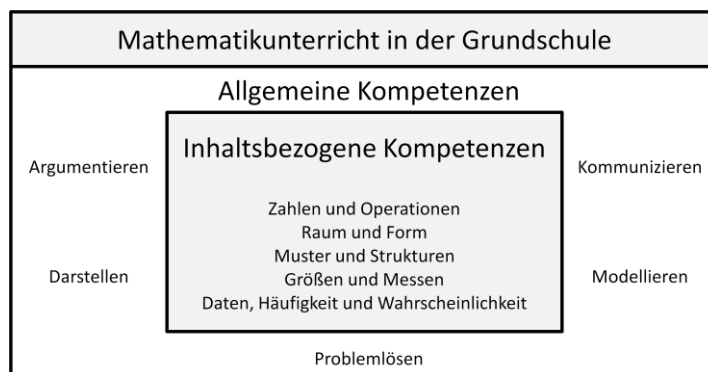 Mathematikunterricht in der Grundschule
Allgemeine Kompetenzen
Inhaltsbezogene Kompetenzen
Argumentieren
Kommunizieren
Zahlen und Operationen
Raum und Form
Muster und Strukturen
Darstellen
Modellieren
Größen und Messen
Daten, Häufigkeit und Wahrscheinlichkeit
Problemlösen